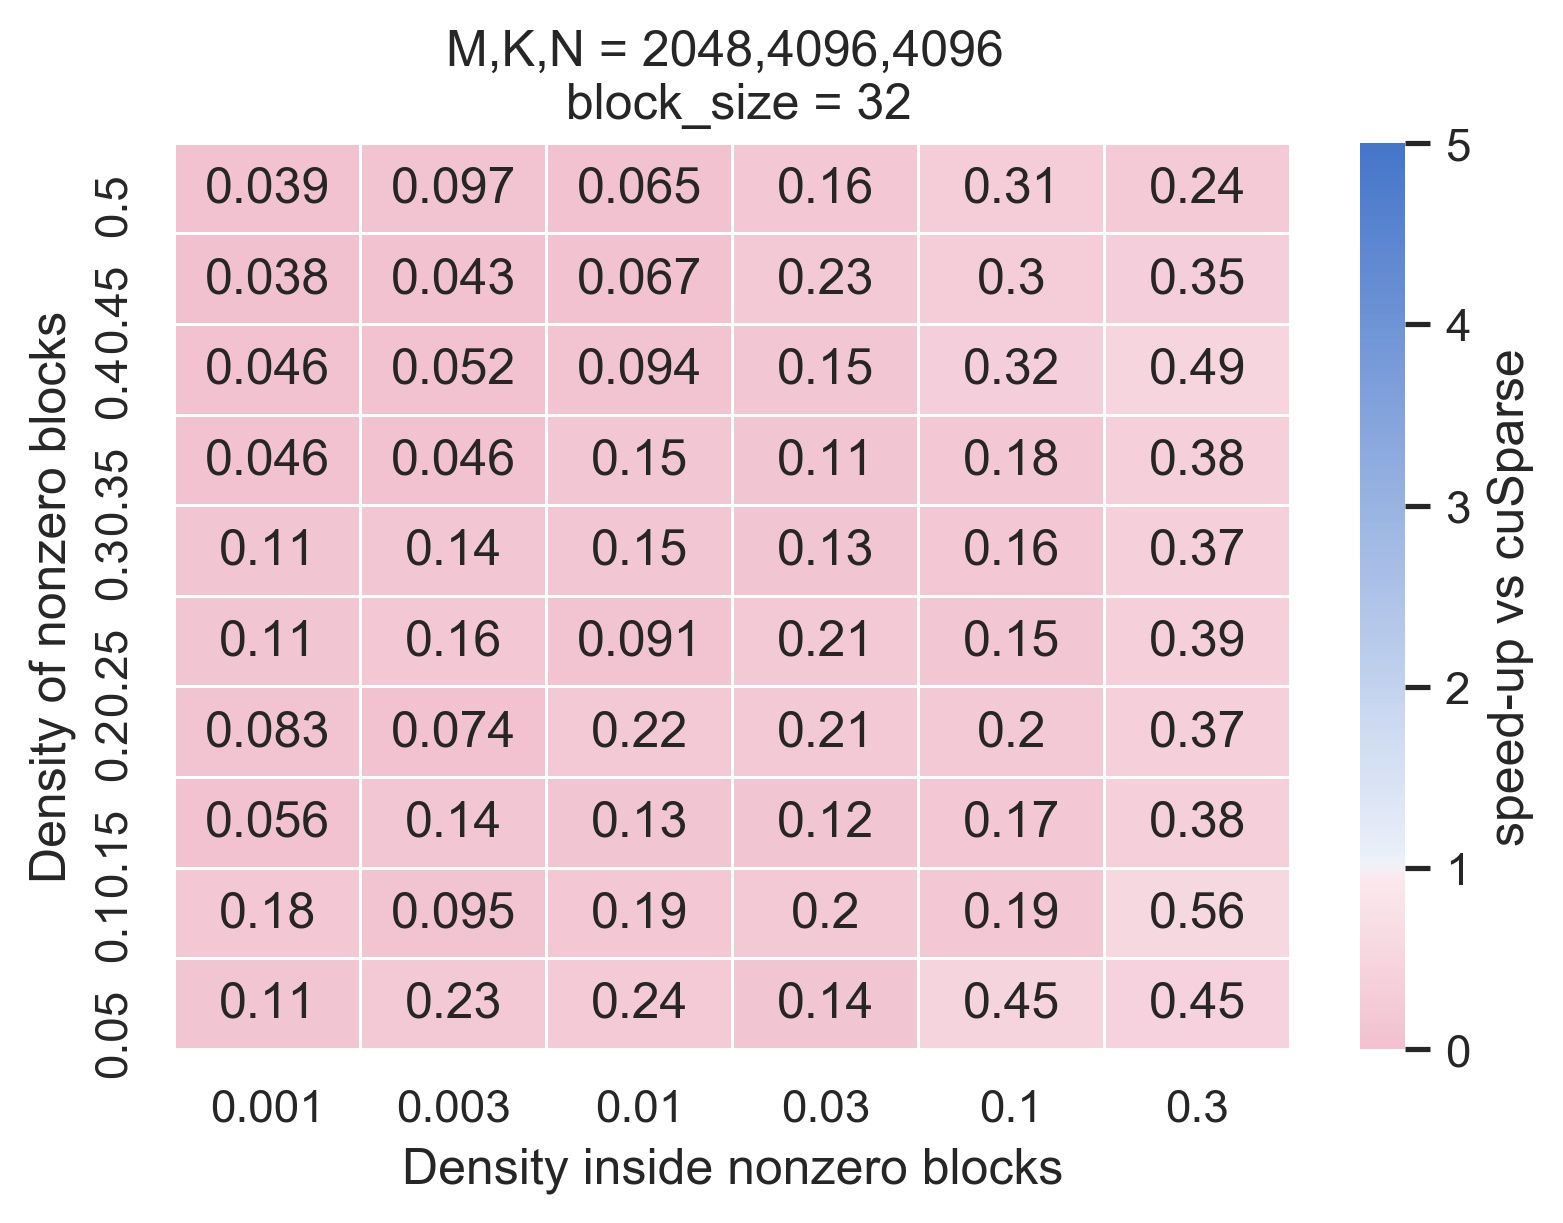 M,K,N = 2048,4096,4096
block_size = 32
Density of nonzero blocks
0.5 0.039 0.097 0.065 0.16 0.31 0.24
0.45 0.038 0.043 0.067 0.23 0.3 0.35
0.4 0.046 0.052 0.094 0.15 0.32 0.49
0.35 0.046 0.046 0.15 0.11 0.18 0.38
0.3 0.11 0.14 0.15 0.13 0.16 0.37
0.25 0.11 0.16 0.091 0.21 0.15 0.39
0.2 0.083 0.074 0.22 0.21 0.2 0.37
0.15 0.056 0.14 0.13 0.12 0.17 0.38
0.1 0.18 0.095 0.19 0.2 0.19 0.56
0.05 0.11 0.23 0.24 0.14 0.45 0.45
0.001 0.003 0.01 0.03 0.1 0.3
Density inside nonzero blocks
5
4
3
2
1
0
speed-up vs cuSparse